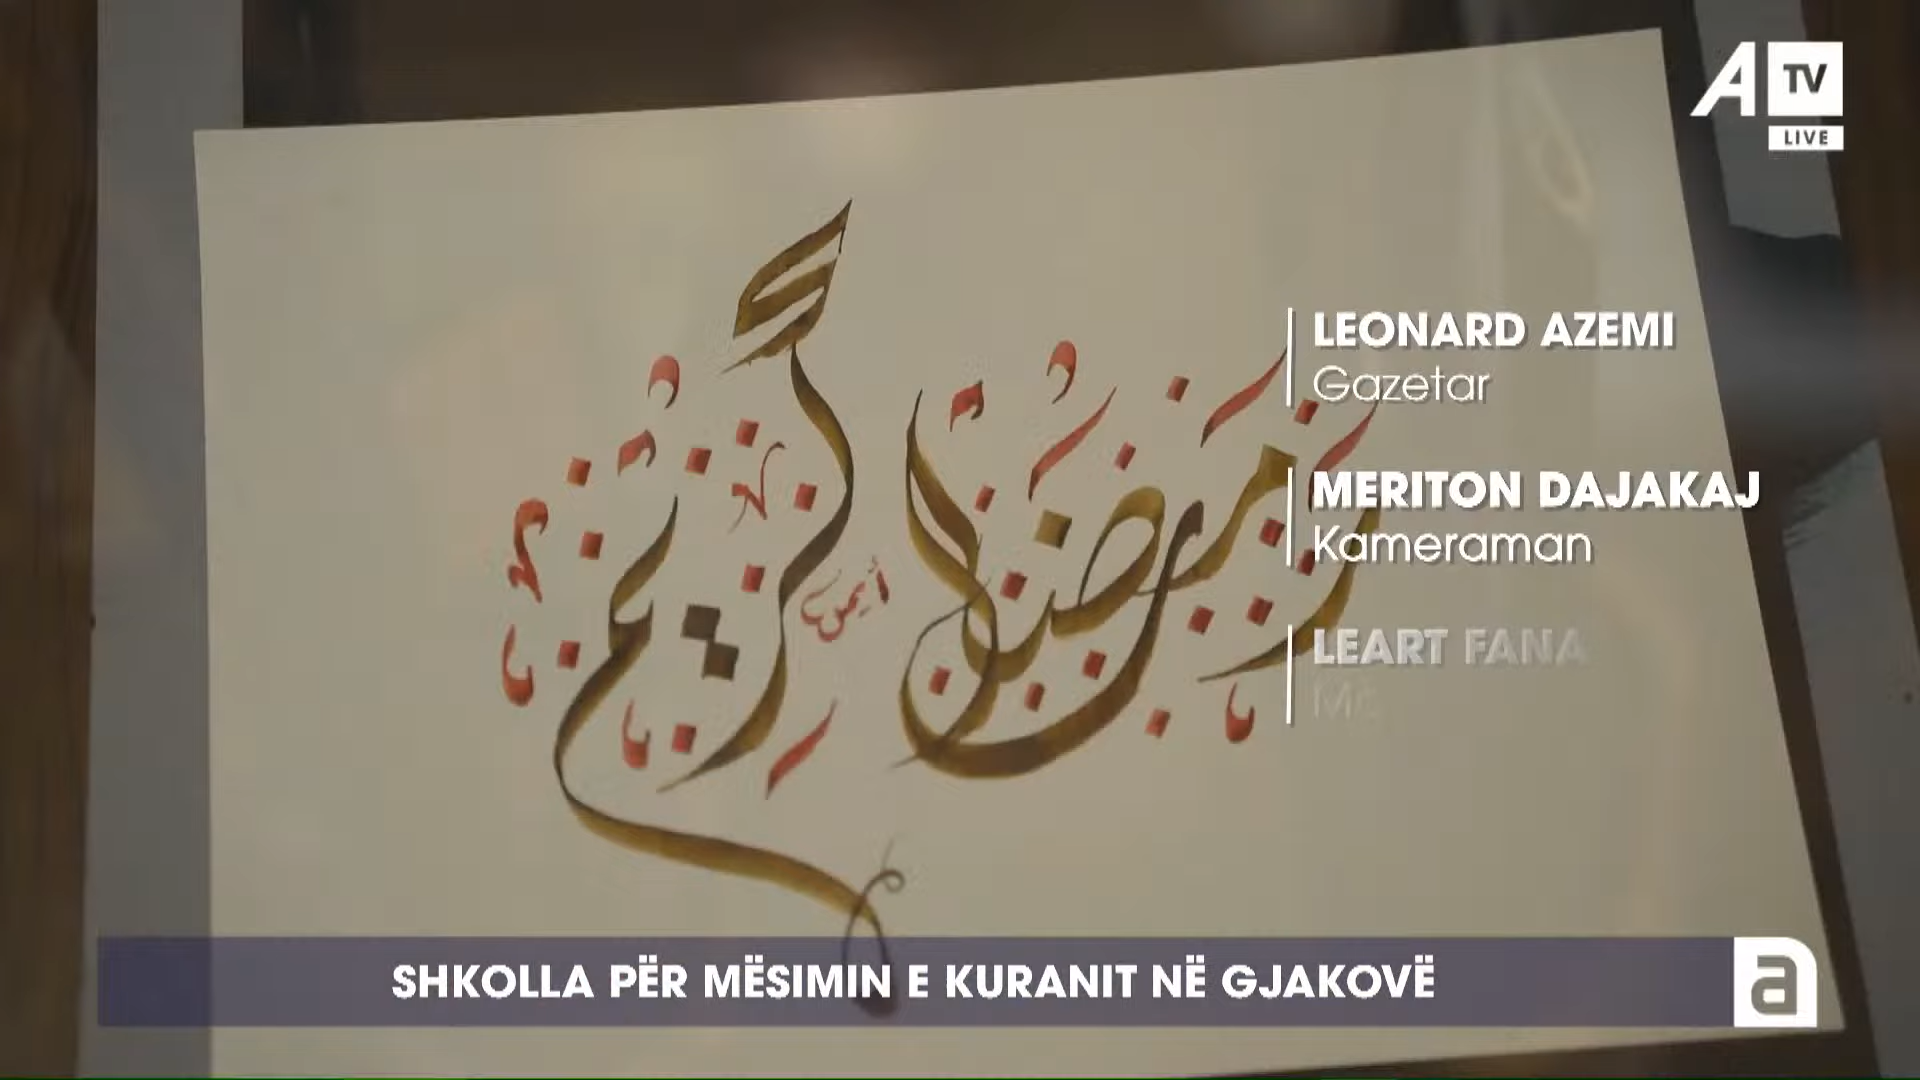 A TV
LIVE
رمضان كريم
LEONARD AZEMI
Gazetar
MERITON DAJAKAJ
Kameraman
LEART FANA
SHKOLLA PËR MËSIMIN E KURANIT NË GJAKOVË
a